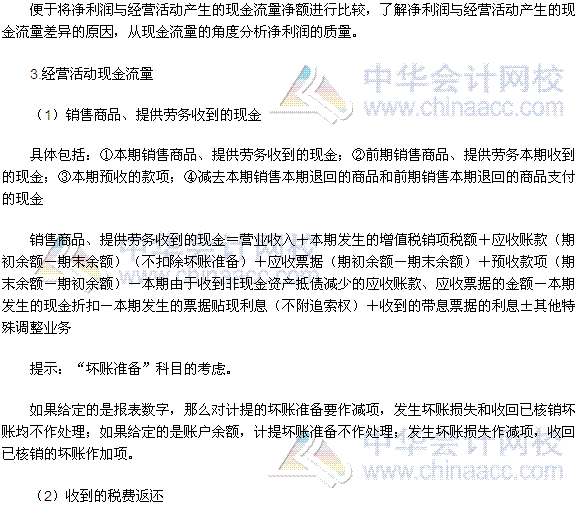 便于将净利润与经营活动产生的现金流量净额进行比较，了解净利润与经营活动产生的现
金流量差异的原因，从现金流量的角度分析净利润的质量。
3.经营活动现金流量
（1）销售商品、提供劳务收到的现金
具体包括：①本期销售商品、提供劳务收到的现金；②前期销售商品、提供劳务本期收到
的现金；③本期预收的款项；④减去本期销售本期退回的商品和前期销售本期退回的商品支付
的现金
销售商品、提供劳务收到的现金＝营业收入＋本期发生的增值税销项税额＋应收账款（期
初余额－期末余额）（不扣除坏账准备）＋应收票据（期初余额－期末余额）＋预收款项（期
末余额－期初余额）－本期由于收到非现金资产抵债减少的应收账款、应收票据的金额－本期
发生的现金折扣－本期发生的票据贴现利息（不附追索权）＋收到的带息票据的利息±其他特
殊调整业务
提示：“坏账准备”科目的考虑。
如果给定的是报表数字，那么对计提的坏账准备要作减项，发生坏账损失和收回已核销坏
账均不作处理；如果给定的是账户余额，计提坏账准备不作处理；发生坏账损失作减项，收回
已核销的坏账作加项。
（2）收到的税费返还
中华会计网校
www.chinaacc.com
中华会计网校
www.chinaacc.com
中华会计网校
www.chinaacc.com